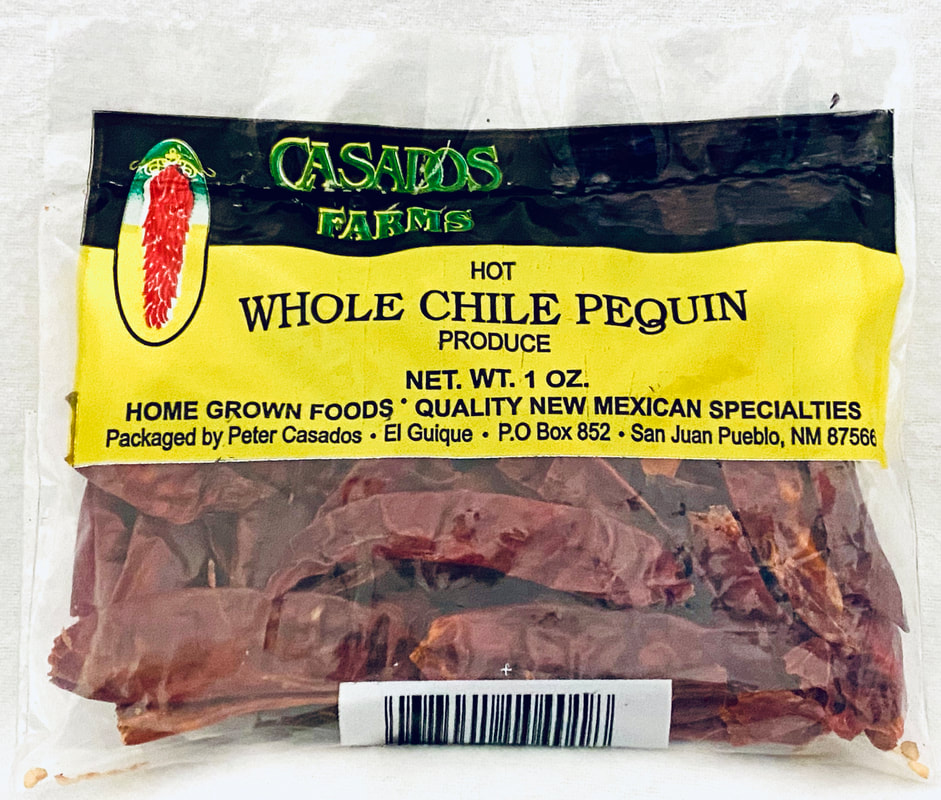 CASADOS
FARMS
HOT
WHOLE CHILE PEQUIN
PRODUCE
NET. WT. 1 OZ.
HOME GROWN FOODS • QUALITY NEW MEXICAN SPECIALTIES
Packaged by Peter Casados • El Guique • P.O Box 852 • San Juan Pueblo, NM 87566